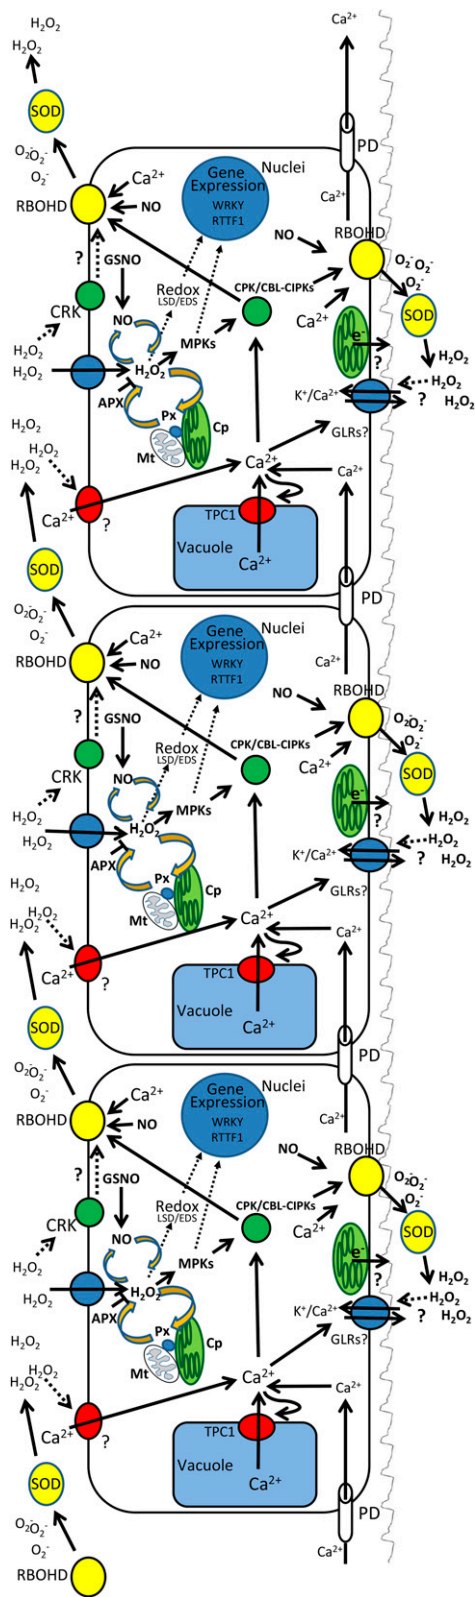 H₂O₂
H₂O₂
Ca²⁺
SOD
O₂⁻O₂⁻
O₂⁻
PD
Nuclei
Gene
Expression
WRKY
RTTF1
Ca²⁺
Ca²⁺
RBOHD
NO
NO
RBOHD
O₂⁻O₂⁻
O₂⁻
?
GSNO
CPK/CBL-CIPKs
Redox
LSD/EDS
Ca²⁺
SOD
CRK
NO
MPKs
e⁻
H₂O₂
H₂O₂
H₂O₂
?
H₂O₂
?
H₂O₂
K⁺/Ca²⁺
APX
Px
Cp
GLRs?
H₂O₂
H₂O₂
H₂O₂
Mt
Ca²⁺
Ca²⁺
Ca²⁺
?
TPC1
Vacuole
Ca²⁺
SOD
PD
O₂⁻O₂⁻
O₂⁻
Nuclei
Gene
Expression
WRKY
RTTF1
Ca²⁺
Ca²⁺
RBOHD
NO
NO
RBOHD
O₂⁻O₂⁻
O₂⁻
?
GSNO
CPK/CBL-CIPKs
Redox
LSD/EDS
Ca²⁺
SOD
CRK
NO
MPKs
e⁻
H₂O₂
H₂O₂
H₂O₂
?
H₂O₂
?
H₂O₂
K⁺/Ca²⁺
APX
Px
Cp
GLRs?
H₂O₂
H₂O₂
H₂O₂
Mt
Ca²⁺
Ca²⁺
Ca²⁺
?
TPC1
Vacuole
Ca²⁺
SOD
PD
O₂⁻O₂⁻
O₂⁻
Nuclei
Gene
Expression
WRKY
RTTF1
Ca²⁺
Ca²⁺
RBOHD
NO
NO
RBOHD
O₂⁻O₂⁻
O₂⁻
?
GSNO
CPK/CBL-CIPKs
Redox
LSD/EDS
Ca²⁺
SOD
CRK
NO
MPKs
e⁻
H₂O₂
H₂O₂
H₂O₂
?
H₂O₂
?
H₂O₂
K⁺/Ca²⁺
APX
Px
Cp
GLRs?
H₂O₂
H₂O₂
H₂O₂
Mt
Ca²⁺
Ca²⁺
Ca²⁺
?
TPC1
Vacuole
Ca²⁺
SOD
PD
O₂⁻O₂⁻
O₂⁻
Ca²⁺
RBOHD